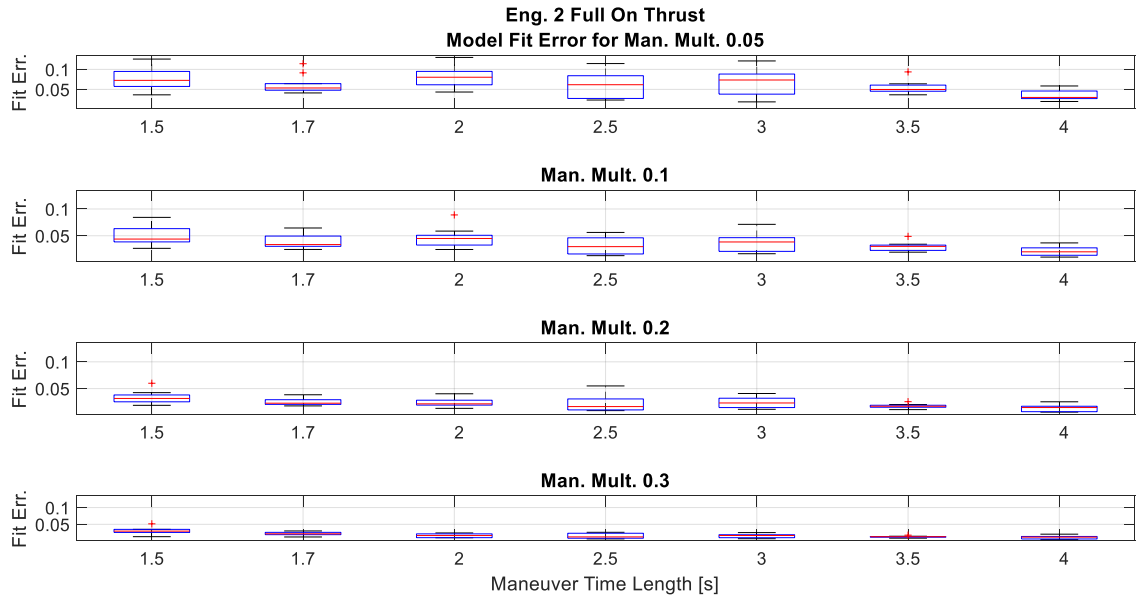 Eng. 2 Full On Thrust
Model Fit Error for Man. Mult. 0.05
Fit Err.
0.1
0.05
1.5 1.7 2 2.5 3 3.5 4
Man. Mult. 0.1
Fit Err.
0.1
0.05
1.5 1.7 2 2.5 3 3.5 4
Man. Mult. 0.2
Fit Err.
0.1
0.05
1.5 1.7 2 2.5 3 3.5 4
Man. Mult. 0.3
Fit Err.
0.1
0.05
1.5 1.7 2 2.5 3 3.5 4
Maneuver Time Length [s]